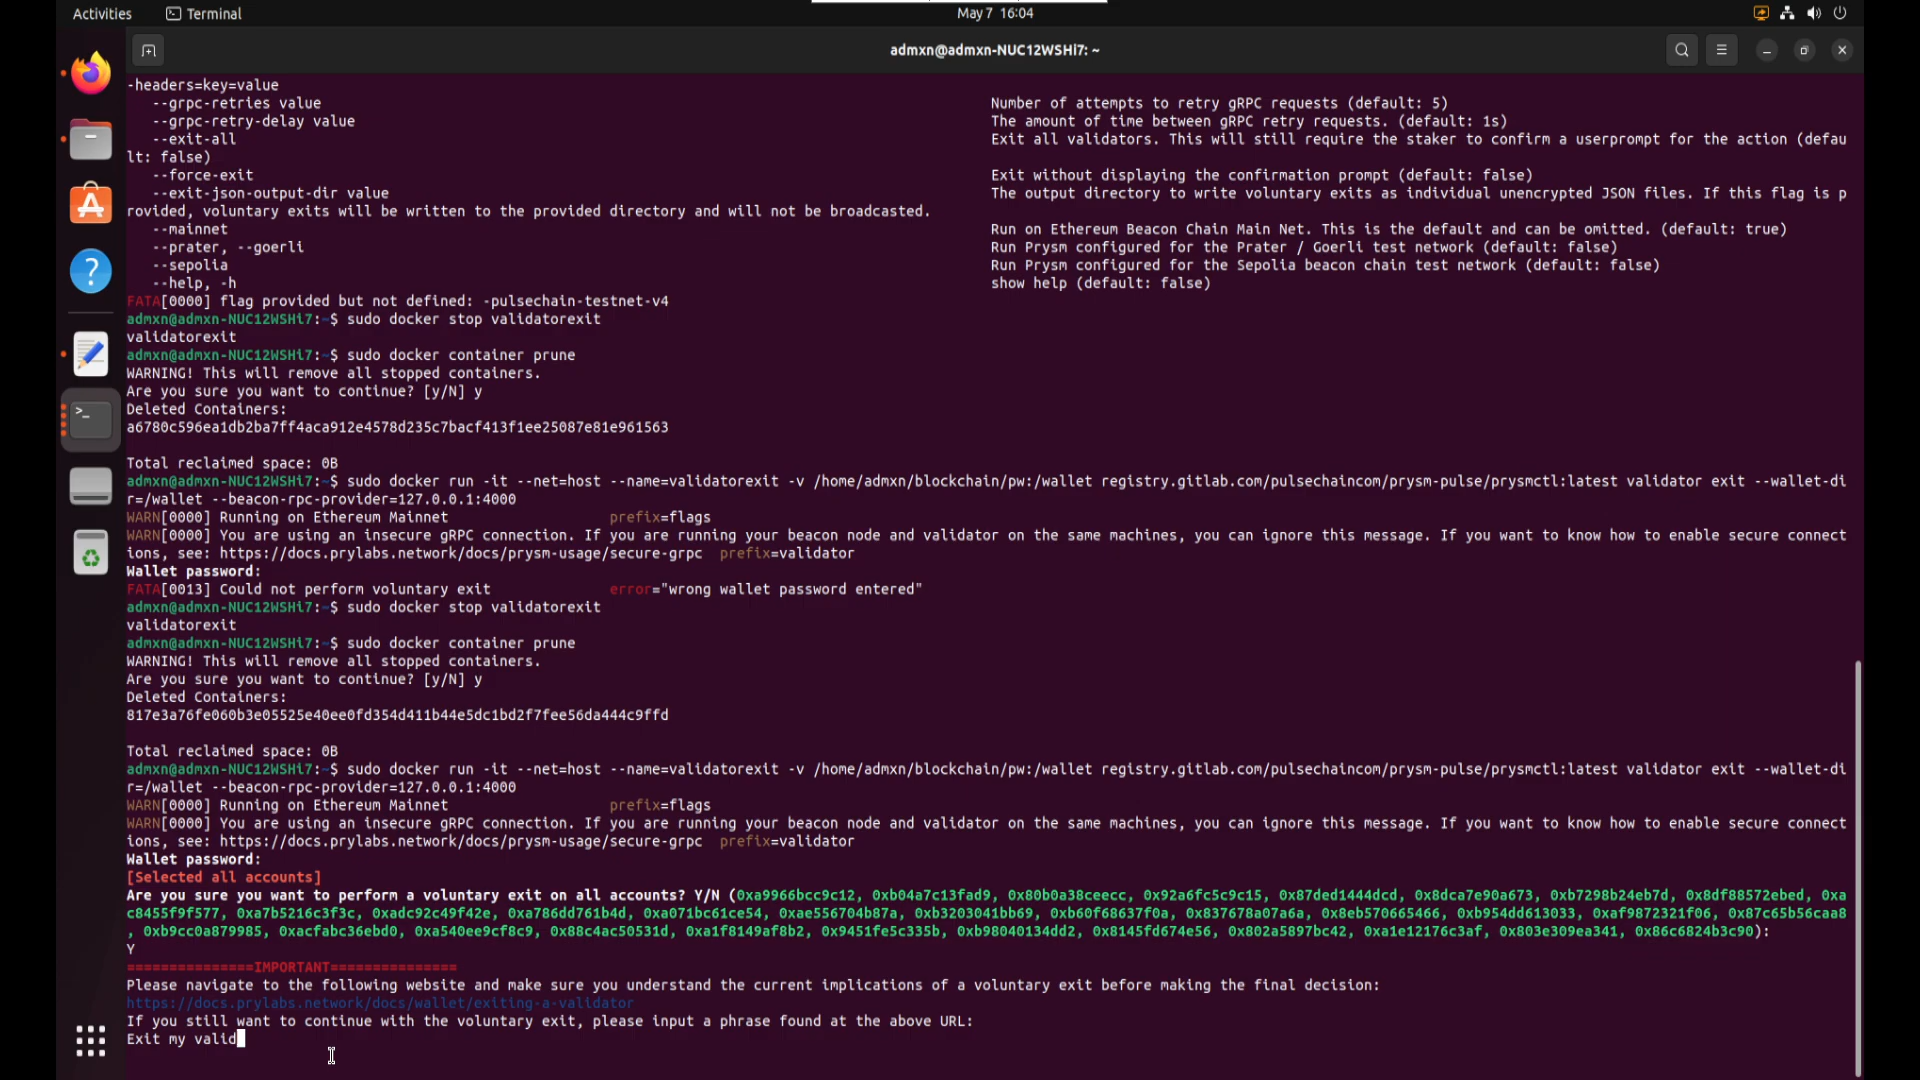 Activities Terminal May 7 16:04
admxn@admxn-NUC12WSHi7: ~
-headers=key=value
--grpc-retries value Number of attempts to retry gRPC requests (default: 5)
--grpc-retry-delay value The amount of time between gRPC retry requests. (default: 1s)
--exit-all Exit all validators. This will still require the staker to confirm a userprompt for the action (defau
lt: false)
--force-exit Exit without displaying the confirmation prompt (default: false)
--exit-json-output-dir value The output directory to write voluntary exits as individual unencrypted JSON files. If this flag is p
rovided, voluntary exits will be written to the provided directory and will not be broadcasted.
--mainnet Run on Ethereum Beacon Chain Main Net. This is the default and can be omitted. (default: true)
--prater, --goerli Run Prysm configured for the Prater / Goerli test network (default: false)
--sepolia Run Prysm configured for the Sepolia beacon chain test network (default: false)
--help, -h show help (default: false)
FATA[0000] flag provided but not defined: -pulsechain-testnet-v4
admxn@admxn-NUC12WSHi7:~$ sudo docker stop validatorexit
validatorexit
admxn@admxn-NUC12WSHi7:~$ sudo docker container prune
WARNING! This will remove all stopped containers.
Are you sure you want to continue? [y/N] y
Deleted Containers:
a6780c596ea1db2ba7ff4aca912e4578d235c7bacf413f1ee25087e81e961563
Total reclaimed space: 0B
admxn@admxn-NUC12WSHi7:~$ sudo docker run -it --net=host --name=validatorexit -v /home/admxn/blockchain/pw:/wallet registry.gitlab.com/pulsechaincom/prysm-pulse/prysmctl:latest validator exit --wallet-di
r=/wallet --beacon-rpc-provider=127.0.0.1:4000
WARN[0000] Running on Ethereum Mainnet prefix=flags
WARN[0000] You are using an insecure gRPC connection. If you are running your beacon node and validator on the same machines, you can ignore this message. If you want to know how to enable secure connect
ions, see: https://docs.prylabs.network/docs/prysm-usage/secure-grpc prefix=validator
Wallet password:
FATA[0013] Could not perform voluntary exit error="wrong wallet password entered"
admxn@admxn-NUC12WSHi7:~$ sudo docker stop validatorexit
validatorexit
admxn@admxn-NUC12WSHi7:~$ sudo docker container prune
WARNING! This will remove all stopped containers.
Are you sure you want to continue? [y/N] y
Deleted Containers:
817e3a76fe060b3e05525e40ee0fd354d411b44e5dc1bd2f7fee56da444c9ffd
Total reclaimed space: 0B
admxn@admxn-NUC12WSHi7:~$ sudo docker run -it --net=host --name=validatorexit -v /home/admxn/blockchain/pw:/wallet registry.gitlab.com/pulsechaincom/prysm-pulse/prysmctl:latest validator exit --wallet-di
r=/wallet --beacon-rpc-provider=127.0.0.1:4000
WARN[0000] Running on Ethereum Mainnet prefix=flags
WARN[0000] You are using an insecure gRPC connection. If you are running your beacon node and validator on the same machines, you can ignore this message. If you want to know how to enable secure connect
ions, see: https://docs.prylabs.network/docs/prysm-usage/secure-grpc prefix=validator
Wallet password:
[Selected all accounts]
Are you sure you want to perform a voluntary exit on all accounts? Y/N (0xa9966bcc9c12, 0xb04a7c13fad9, 0x80b0a38ceecc, 0x92a6fc5c9c15, 0x87ded1444dcd, 0x8dca7e90a673, 0xb7298b24eb7d, 0x8df88572ebed, 0xa
c8455f9f577, 0xa7b5216c3f3c, 0xadc92c49f42e, 0xa786dd761b4d, 0xa071bc61ce54, 0xae556704b87a, 0xb3203041bb69, 0xb60f68637f0a, 0x837678a07a6a, 0x8eb570665466, 0xb954dd613033, 0xaf9872321f06, 0x87c65b56caa8
, 0xb9cc0a879985, 0xacfabc36ebd0, 0xa540ee9cf8c9, 0x88c4ac50531d, 0xa1f8149af8b2, 0x9451fe5c335b, 0xb98040134dd2, 0x8145fd674e56, 0x802a5897bc42, 0xa1e12176c3af, 0x803e309ea341, 0x86c6824b3c90):
Y
===============IMPORTANT===============
Please navigate to the following website and make sure you understand the current implications of a voluntary exit before making the final decision:
https://docs.prylabs.network/docs/wallet/exiting-a-validator
If you still want to continue with the voluntary exit, please input a phrase found at the above URL:
Exit my valid